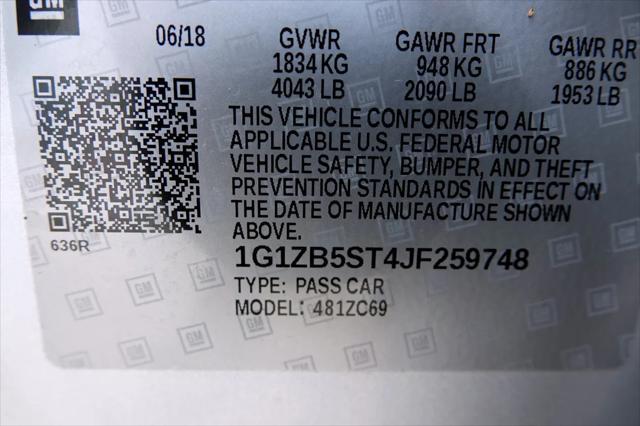 GM
06/18 GVWR GAWR FRT GAWR RR
1834 KG 948 KG 886 KG
4043 LB 2090 LB 1953 LB
THIS VEHICLE CONFORMS TO ALL
APPLICABLE U.S. FEDERAL MOTOR
VEHICLE SAFETY, BUMPER, AND THEFT
PREVENTION STANDARDS IN EFFECT ON
THE DATE OF MANUFACTURE SHOWN
ABOVE.
636R
1G1ZB5ST4JF259748
TYPE: PASS CAR
MODEL: 481ZC69